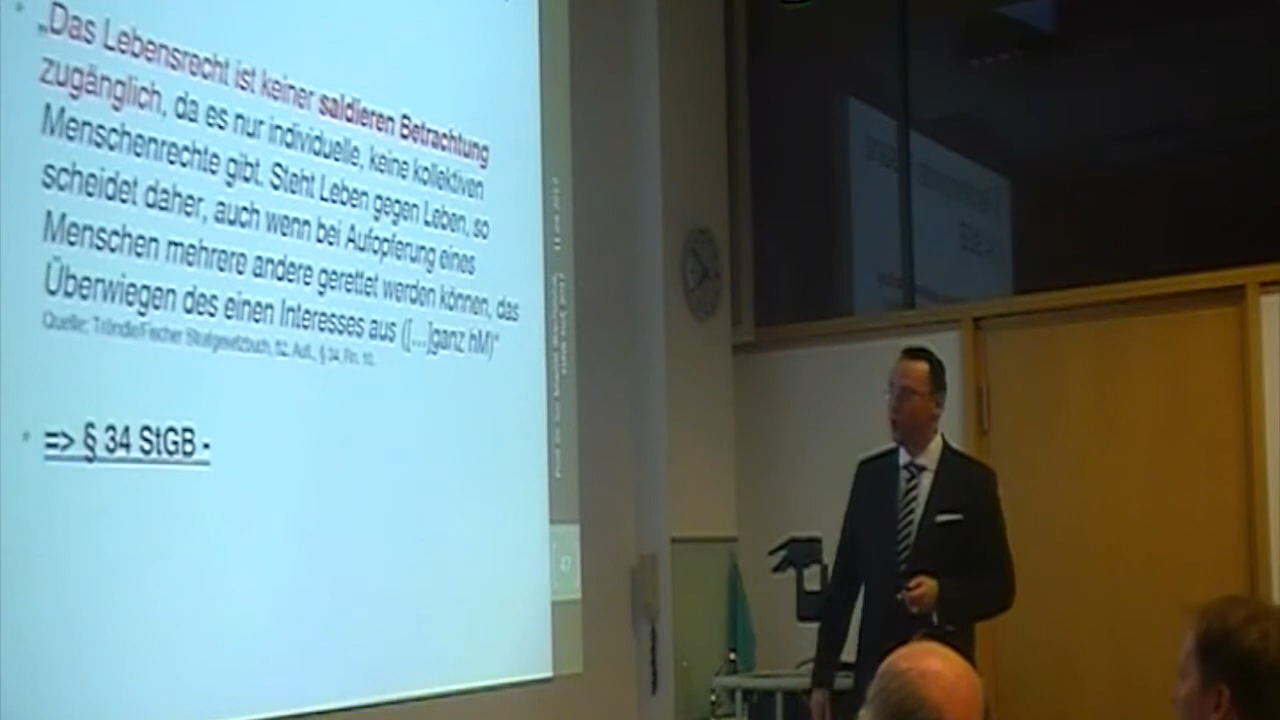 „Das Lebensrecht ist keiner saldieren Betrachtung
zugänglich, da es nur individuelle, keine kollektiven
Menschenrechte gibt. Steht Leben gegen Leben, so
scheidet daher, auch wenn bei Aufopferung eines
Menschen mehrere andere gerettet werden können, das
Überwiegen des einen Interesses aus ([...]ganz hM)“
Quelle: Tröndle/Fischer Strafgesetzbuch, 52. Aufl., § 34, Rn. 10.
=> § 34 StGB -